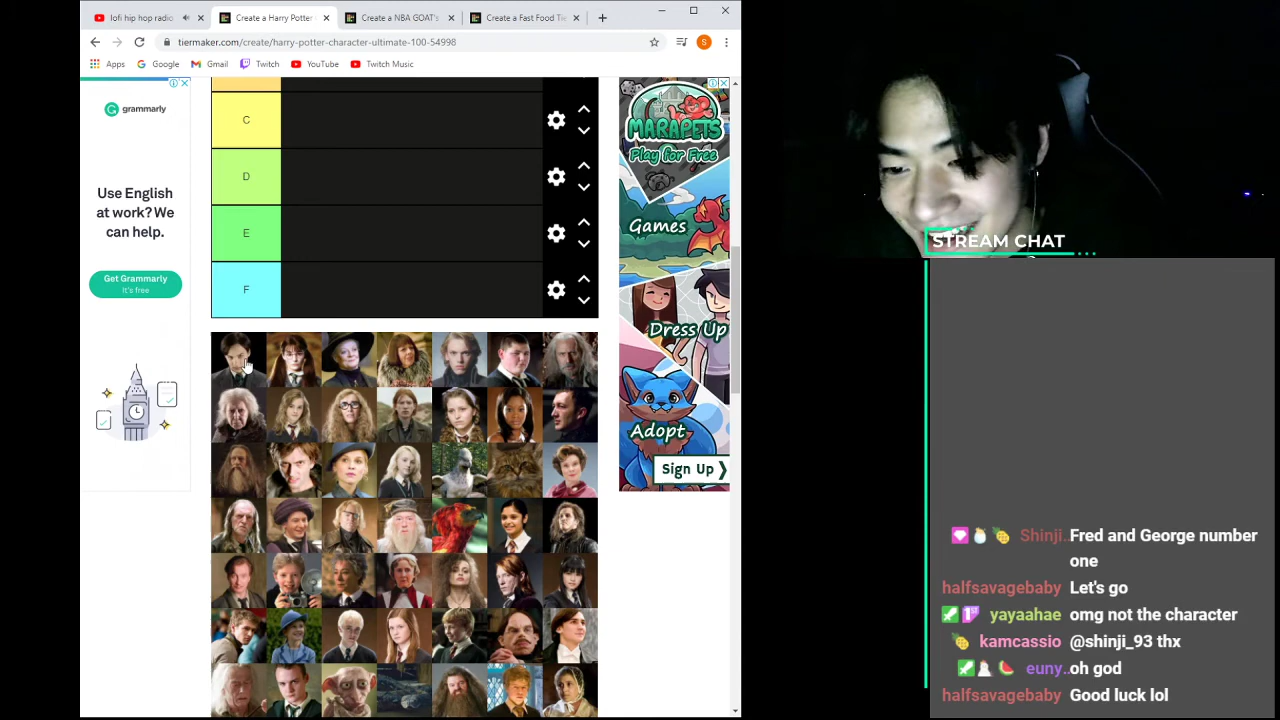 lofi hip hop radio
Create a Harry Potter
Create a NBA GOAT's
Create a Fast Food Tie
tiermaker.com/create/harry-potter-character-ultimate-100-54998
S
Apps
Google
Gmail
Twitch
YouTube
Twitch Music
grammarly
Use English
at work? We
can help.
Get Grammarly
It's free
C
D
E
F
MARAPETS
Play for Free
Games
Dress Up
Adopt
Sign Up
STREAM CHAT
Shinji.. Fred and George number
one
halfsavagebaby Let's go
yayaahae omg not the character
kamcassio @shinji_93 thx
euny.. oh god
halfsavagebaby Good luck lol